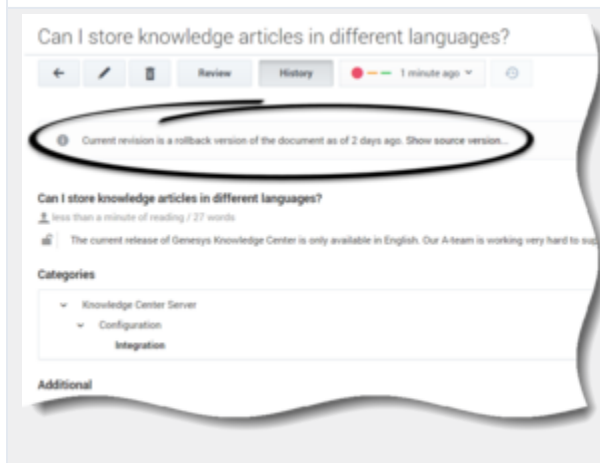 Can I store knowledge articles in different languages?
Review History 1 minute ago
Current revision is a rollback version of the document as of 2 days ago. Show source version...
Can I store knowledge articles in different languages?
less than a minute of reading / 27 words
The current release of Genesys Knowledge Center is only available in English. Our A-team is working very hard to sup
Categories
Knowledge Center Server
Configuration
Integration
Additional